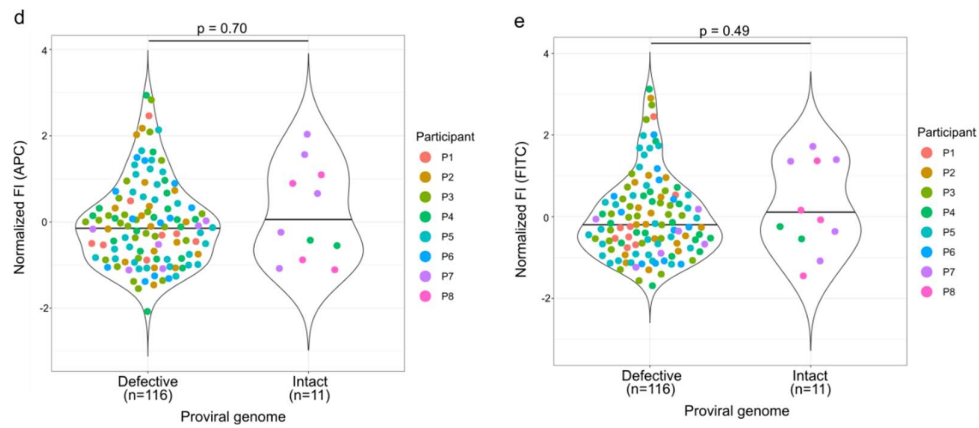 d
p = 0.70
4
2
0
-2
Normalized FI (APC)
Defective
(n=116)
Intact
(n=11)
Proviral genome
Participant
P1
P2
P3
P4
P5
P6
P7
P8
e
p = 0.49
4
2
0
-2
Normalized FI (FITC)
Defective
(n=116)
Intact
(n=11)
Proviral genome
Participant
P1
P2
P3
P4
P5
P6
P7
P8